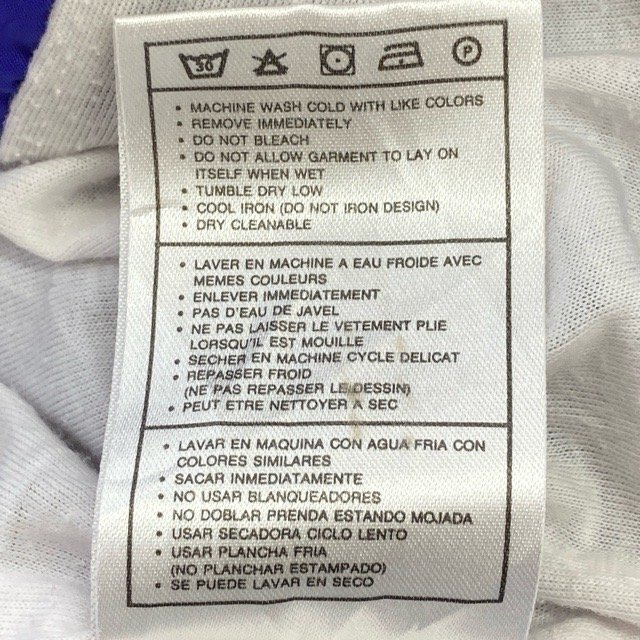 30 P
• MACHINE WASH COLD WITH LIKE COLORS
• REMOVE IMMEDIATELY
• DO NOT BLEACH
• DO NOT ALLOW GARMENT TO LAY ON
ITSELF WHEN WET
• TUMBLE DRY LOW
• COOL IRON (DO NOT IRON DESIGN)
• DRY CLEANABLE
• LAVER EN MACHINE A EAU FROIDE AVEC
MEMES COULEURS
• ENLEVER IMMEDIATEMENT
• PAS D'EAU DE JAVEL
• NE PAS LAISSER LE VETEMENT PLIE
LORSQU'IL EST MOUILLE
• SECHER EN MACHINE CYCLE DELICAT
• REPASSER FROID
(NE PAS REPASSER LE DESSIN)
• PEUT ETRE NETTOYER A SEC
• LAVAR EN MAQUINA CON AGUA FRIA CON
COLORES SIMILARES
• SACAR INMEDIATAMENTE
• NO USAR BLANQUEADORES
• NO DOBLAR PRENDA ESTANDO MOJADA
• USAR SECADORA CICLO LENTO
• USAR PLANCHA FRIA
(NO PLANCHAR ESTAMPADO)
• SE PUEDE LAVAR EN SECO